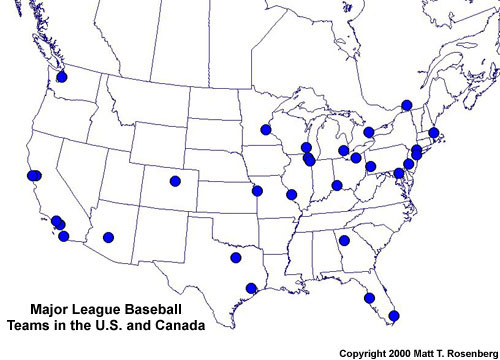 Major League Baseball
Teams in the U.S. and Canada
Copyright 2000 Matt T. Rosenberg